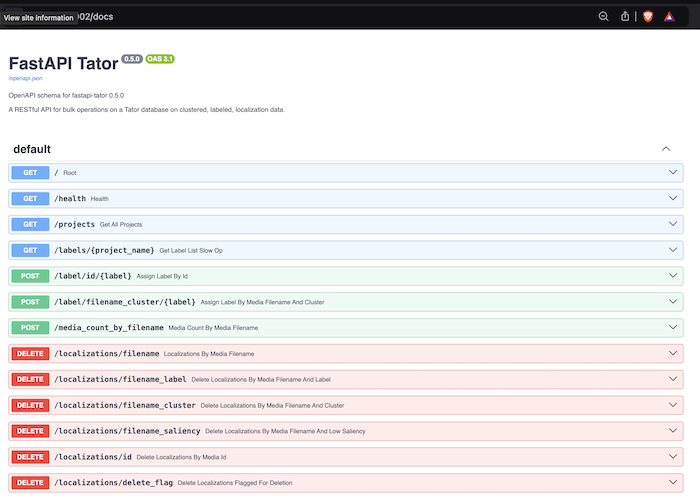 View site information 002/docs
FastAPI Tator 0.5.0 OAS 3.1
/openapi.json
OpenAPI schema for fastapi-tator 0.5.0
A RESTful API for bulk operations on a Tator database on clustered, labeled, localization data.
default
GET / Root
GET /health Health
GET /projects Get All Projects
GET /labels/{project_name} Get Label List Slow Op
POST /label/id/{label} Assign Label By Id
POST /label/filename_cluster/{label} Assign Label By Media Filename And Cluster
POST /media_count_by_filename Media Count By Media Filename
DELETE /localizations/filename Localizations By Media Filename
DELETE /localizations/filename_label Delete Localizations By Media Filename And Label
DELETE /localizations/filename_cluster Delete Localizations By Media Filename And Cluster
DELETE /localizations/filename_saliency Delete Localizations By Media Filename And Low Saliency
DELETE /localizations/id Delete Localizations By Media Id
DELETE /localizations/delete_flag Delete Localizations Flagged For Deletion